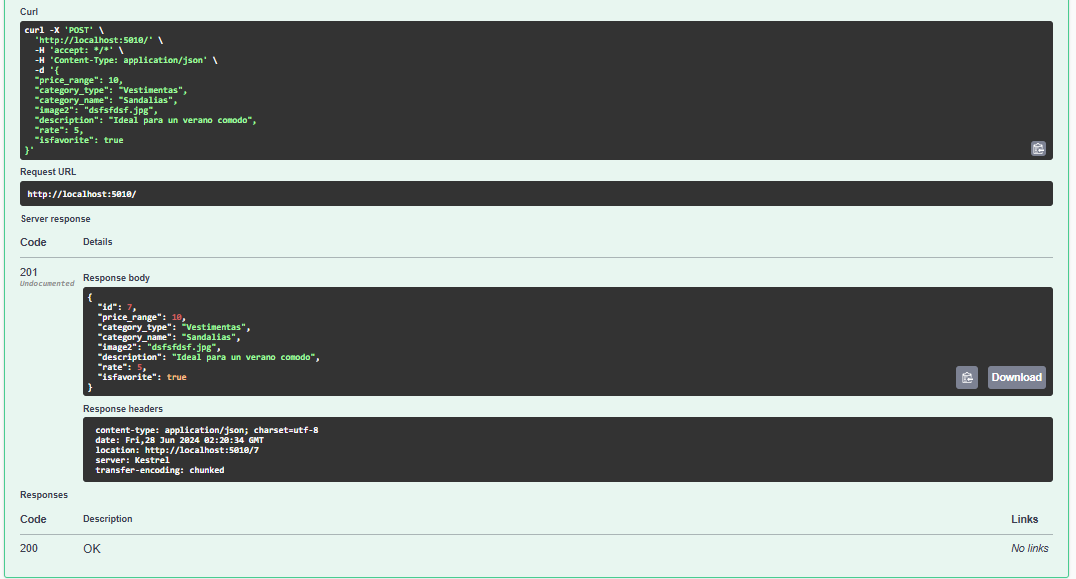 Curl
curl -X 'POST' \
'http://localhost:5010/' \
-H 'accept: */*' \
-H 'Content-Type: application/json' \
-d '{
"price_range": 10,
"category_type": "Vestimentas",
"category_name": "Sandalias",
"image2": "dsfsfdsf.jpg",
"description": "Ideal para un verano comodo",
"rate": 5,
"isfavorite": true
}'
Request URL
http://localhost:5010/
Server response
Code Details
201
Undocumented
Response body
{
"id": 7,
"price_range": 10,
"category_type": "Vestimentas",
"category_name": "Sandalias",
"image2": "dsfsfdsf.jpg",
"description": "Ideal para un verano comodo",
"rate": 5,
"isfavorite": true
}
Download
Response headers
content-type: application/json; charset=utf-8
date: Fri,28 Jun 2024 02:20:34 GMT
location: http://localhost:5010/7
server: Kestrel
transfer-encoding: chunked
Responses
Code Description Links
200 OK No links